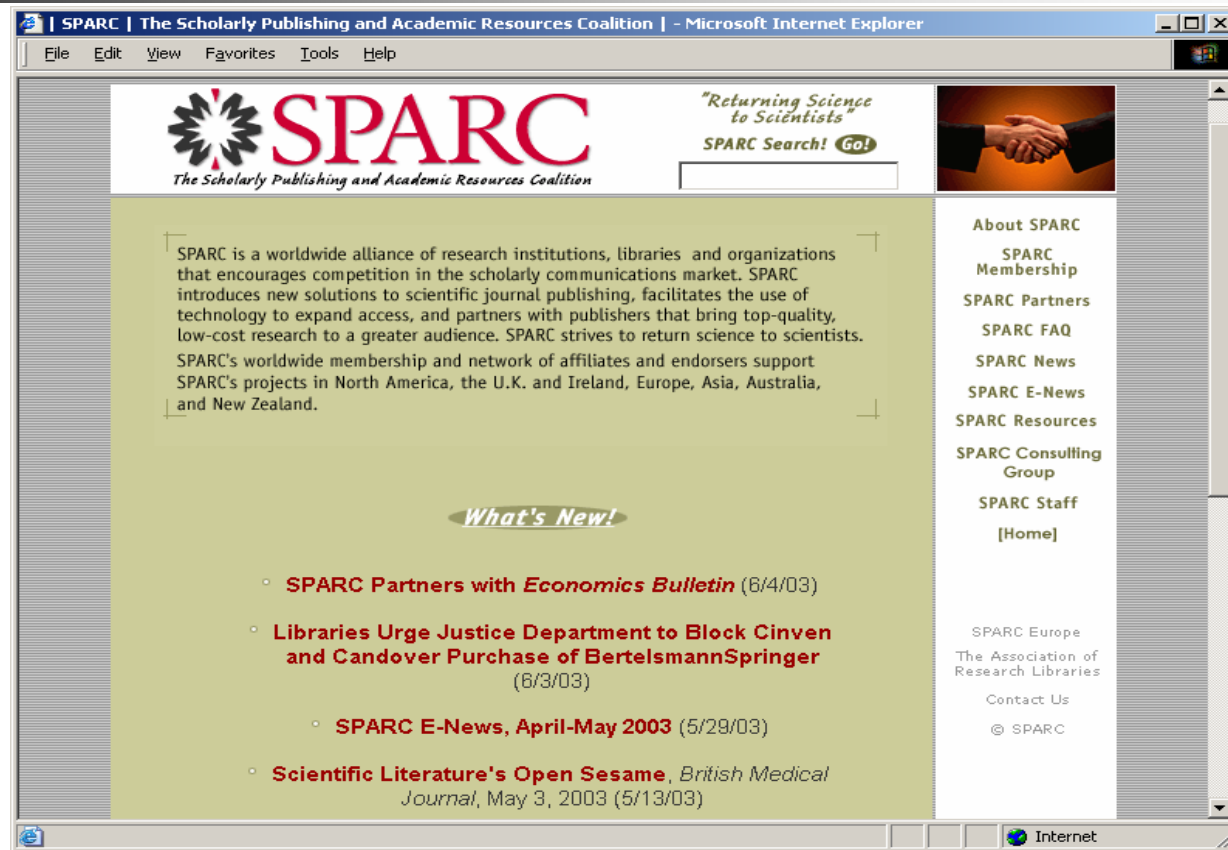 | SPARC | The Scholarly Publishing and Academic Resources Coalition | - Microsoft Internet Explorer
File Edit View Favorites Tools Help
SPARC
The Scholarly Publishing and Academic Resources Coalition
"Returning Science
to Scientists"
SPARC Search! Go!
SPARC is a worldwide alliance of research institutions, libraries and organizations
that encourages competition in the scholarly communications market. SPARC
introduces new solutions to scientific journal publishing, facilitates the use of
technology to expand access, and partners with publishers that bring top-quality,
low-cost research to a greater audience. SPARC strives to return science to scientists.
SPARC's worldwide membership and network of affiliates and endorsers support
SPARC's projects in North America, the U.K. and Ireland, Europe, Asia, Australia,
and New Zealand.
What's New!
SPARC Partners with Economics Bulletin (6/4/03)
Libraries Urge Justice Department to Block Cinven
and Candover Purchase of BertelsmannSpringer
(6/3/03)
SPARC E-News, April-May 2003 (5/29/03)
Scientific Literature's Open Sesame, British Medical
Journal, May 3, 2003 (5/13/03)
About SPARC
SPARC
Membership
SPARC Partners
SPARC FAQ
SPARC News
SPARC E-News
SPARC Resources
SPARC Consulting
Group
SPARC Staff
[Home]
SPARC Europe
The Association of
Research Libraries
Contact Us
© SPARC
Internet